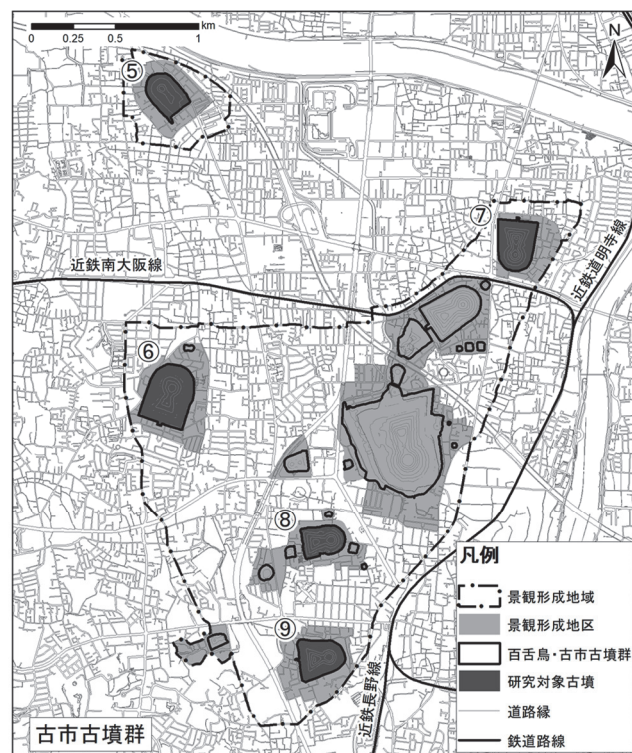 0 0.25 0.5 1 km
N
⑤
⑦
近鉄南大阪線
近鉄道明寺線
⑥
⑧
⑨
近鉄長野線
凡例
景観形成地域
景観形成地区
百舌鳥・古市古墳群
研究対象古墳
道路縁
鉄道路線
古市古墳群